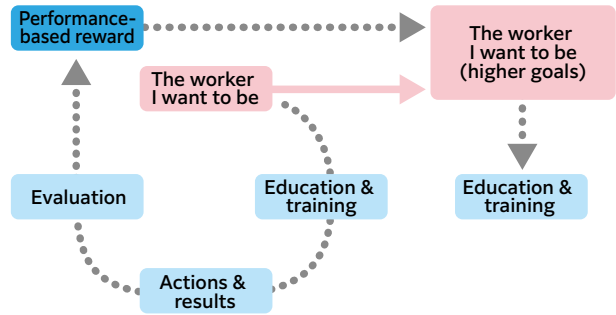 Performance-
based reward
The worker
I want to be
(higher goals)
The worker
I want to be
Evaluation
Education &
training
Education &
training
Actions &
results